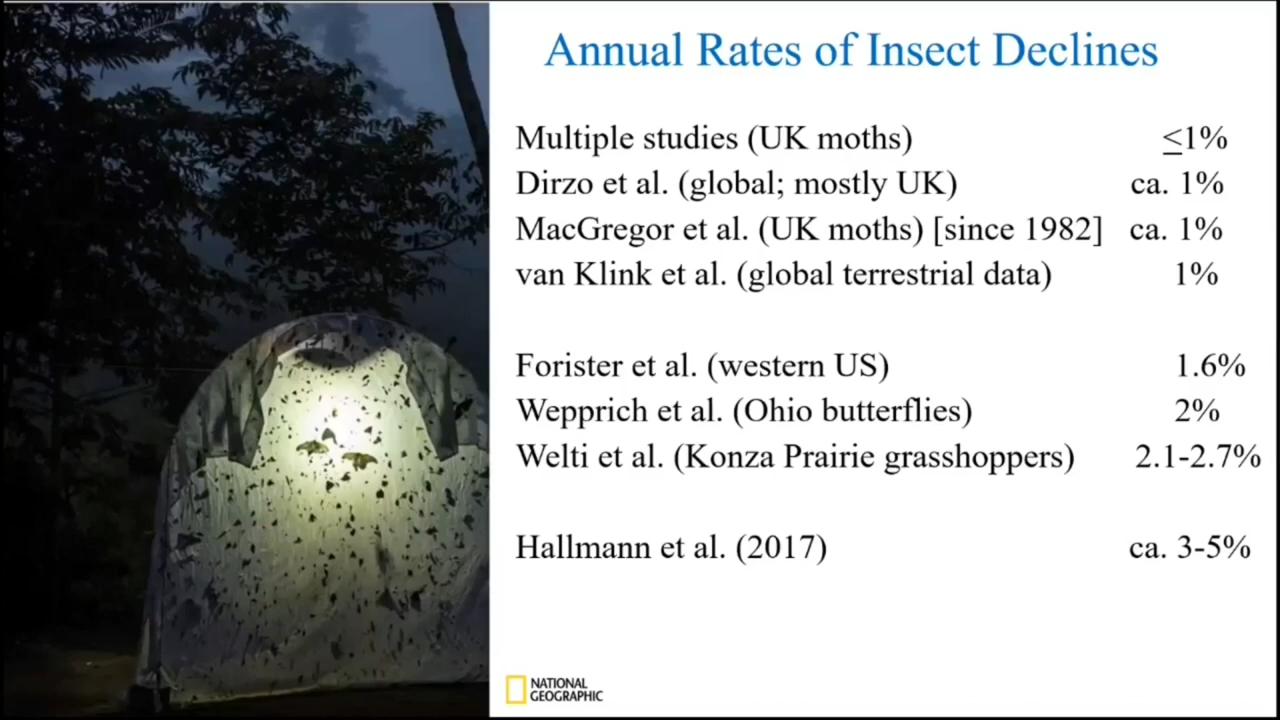 Annual Rates of Insect Declines
Multiple studies (UK moths) ≤1%
Dirzo et al. (global; mostly UK) ca. 1%
MacGregor et al. (UK moths) [since 1982] ca. 1%
van Klink et al. (global terrestrial data) 1%
Forister et al. (western US) 1.6%
Wepprich et al. (Ohio butterflies) 2%
Welti et al. (Konza Prairie grasshoppers) 2.1-2.7%
Hallmann et al. (2017) ca. 3-5%
NATIONAL
GEOGRAPHIC